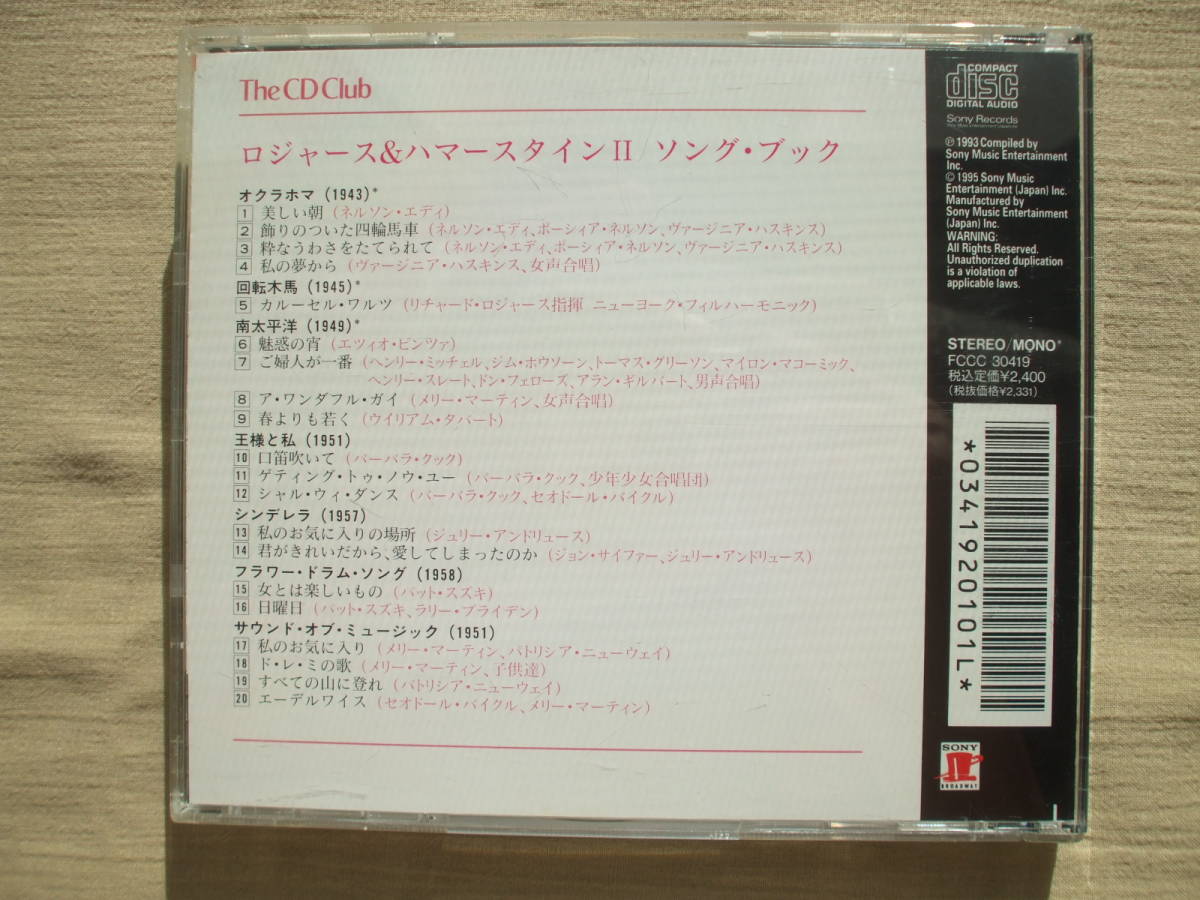 The CD Club
ロジャース&ハマースタインII/ソング・ブック
オクラホマ (1943)*
1 美しい朝 (ネルソン・エディ)
2 飾りのついた四輪馬車 (ネルソン・エディ、ポーシィア・ネルソン、ヴァージニア・ハスキンス)
3 粋なうわさをたてられて (ネルソン・エディ、ポーシィア・ネルソン、ヴァージニア・ハスキンス)
4 私の夢から (ヴァージニア・ハスキンス、女声合唱)
回転木馬 (1945)*
5 カルーセル・ワルツ (リチャード・ロジャース指揮 ニューヨーク・フィルハーモニック)
南太平洋 (1949)*
6 魅惑の宵 (エツィオ・ピンツァ)
7 ご婦人が一番 (ヘンリー・ミッチェル、ジム・ホウソーン、トーマス・グリーソン、マイロン・マコーミック、
ヘンリー・スレート、ドン・フェローズ、アラン・ギルバート、男声合唱)
8 ア・ワンダフル・ガイ (メリー・マーティン、女声合唱)
9 春よりも若く (ウイリアム・タバート)
王様と私 (1951)
10 口笛吹いて (バーバラ・クック)
11 ゲティング・トゥ・ノウ・ユー (バーバラ・クック、少年少女合唱団)
12 シャル・ウィ・ダンス (バーバラ・クック、セオドール・バイクル)
シンデレラ (1957)
13 私のお気に入りの場所 (ジュリー・アンドリュース)
14 君がきれいだから、愛してしまったのか (ジョン・サイファー、ジュリー・アンドリュース)
フラワー・ドラム・ソング (1958)
15 女とは楽しいもの (パット・スズキ)
16 日曜日 (パット・スズキ、ラリー・ブライデン)
サウンド・オブ・ミュージック (1951)
17 私のお気に入り (メリー・マーティン、パトリシア・ニューウェイ)
18 ド・レ・ミの歌 (メリー・マーティン、子供達)
19 すべての山に登れ (パトリシア・ニューウェイ)
20 エーデルワイス (セオドール・バイクル、メリー・マーティン)
COMPACT
disc
DIGITAL AUDIO
Sony Records
℗ 1993 Compiled by
Sony Music Entertainment
Inc.
© 1995 Sony Music
Entertainment (Japan) Inc.
Manufactured by
Sony Music Entertainment
(Japan) Inc.
WARNING:
All Rights Reserved.
Unauthorized duplication
is a violation of
applicable laws.
STEREO/MONO*
FCCC 30419
税込定価¥2,400
(税抜価格¥2,331)
*0341920101L*
SONY
BROADWAY